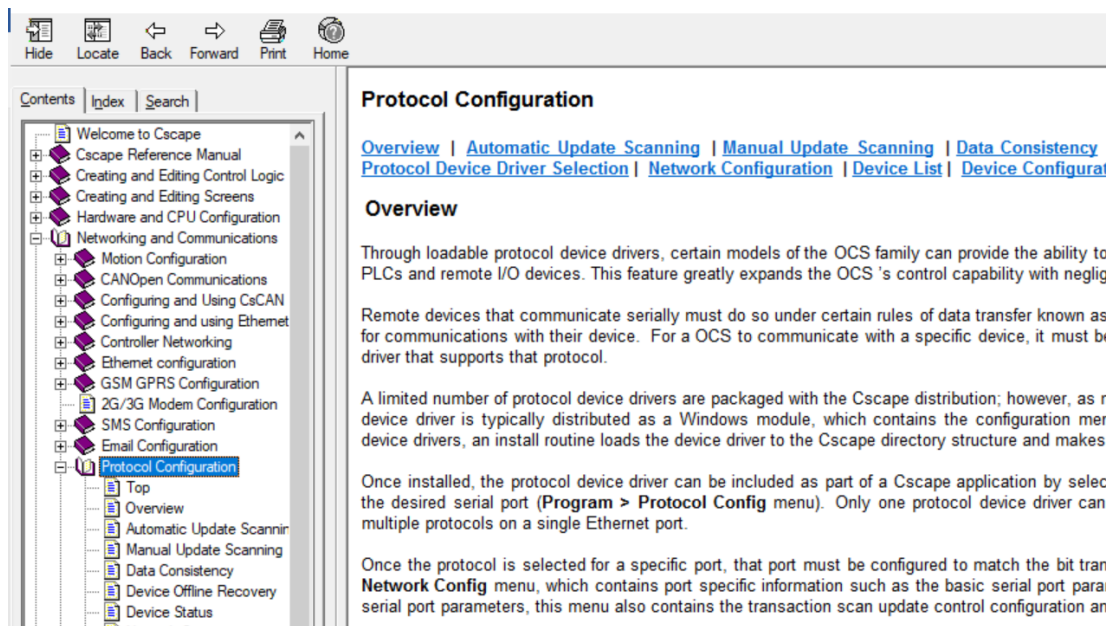 Hide Locate Back Forward Print Home
Contents Index Search
Welcome to Cscape
Cscape Reference Manual
Creating and Editing Control Logic
Creating and Editing Screens
Hardware and CPU Configuration
Networking and Communications
Motion Configuration
CANOpen Communications
Configuring and Using CsCAN
Configuring and using Ethernet
Controller Networking
Ethernet configuration
GSM GPRS Configuration
2G/3G Modem Configuration
SMS Configuration
Email Configuration
Protocol Configuration
Top
Overview
Automatic Update Scannin
Manual Update Scanning
Data Consistency
Device Offline Recovery
Device Status
Protocol Configuration
Overview | Automatic Update Scanning | Manual Update Scanning | Data Consistency
Protocol Device Driver Selection | Network Configuration | Device List | Device Configurat
Overview
Through loadable protocol device drivers, certain models of the OCS family can provide the ability to
PLCs and remote I/O devices. This feature greatly expands the OCS 's control capability with neglig
Remote devices that communicate serially must do so under certain rules of data transfer known as
for communications with their device. For a OCS to communicate with a specific device, it must be
driver that supports that protocol.
A limited number of protocol device drivers are packaged with the Cscape distribution; however, as
device driver is typically distributed as a Windows module, which contains the configuration mer
device drivers, an install routine loads the device driver to the Cscape directory structure and makes
Once installed, the protocol device driver can be included as part of a Cscape application by selec
the desired serial port (Program > Protocol Config menu). Only one protocol device driver can
multiple protocols on a single Ethernet port.
Once the protocol is selected for a specific port, that port must be configured to match the bit tran
Network Config menu, which contains port specific information such as the basic serial port para
serial port parameters, this menu also contains the transaction scan update control configuration an